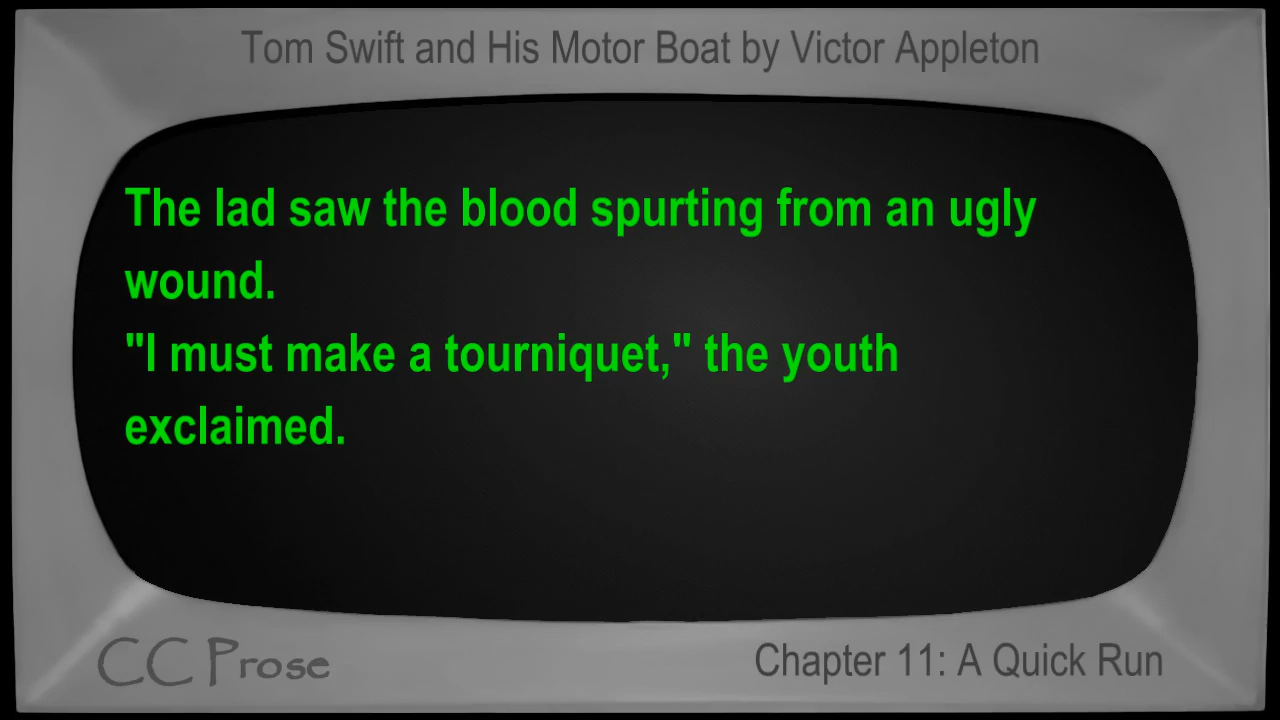 Tom Swift and His Motor Boat by Victor Appleton
The lad saw the blood spurting from an ugly
wound.
"I must make a tourniquet," the youth
exclaimed.
CC Prose
Chapter 11: A Quick Run